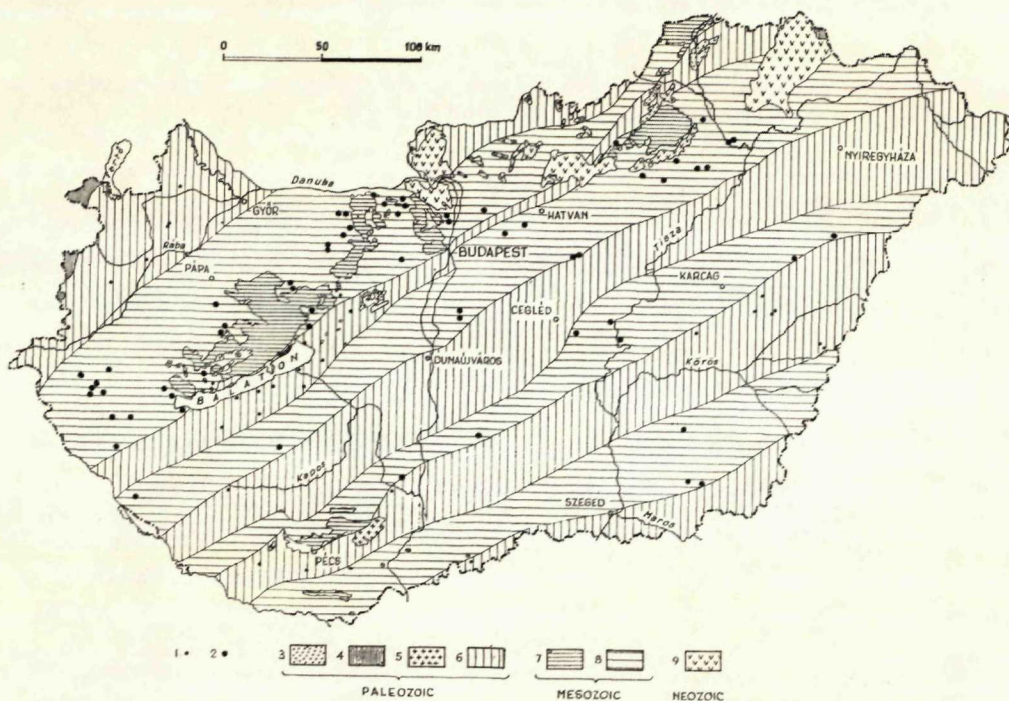 0 50 100 km
Fertő
Danube
NYÍREGYHÁZA
GYŐR
HATVAN
Tisza
Rába
BUDAPEST
PÁPA
KARCAG
CEGLÉD
DUNAÚJVÁROS
Körös
BALATON
Kapos
SZEGED
Maros
PÉCS
1 2 3 4 5 6 7 8 9
PALEOZOIC MESOZOIC NEOZOIC